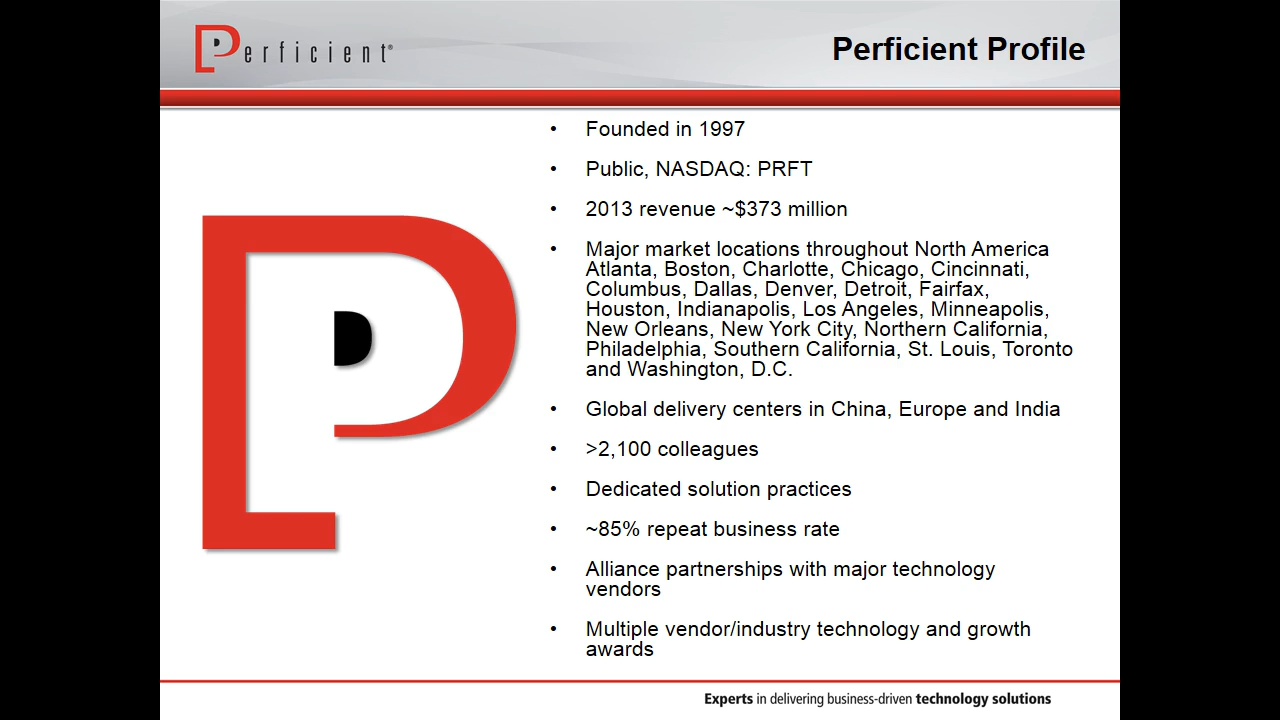 Perficient®
Perficient Profile
• Founded in 1997
• Public, NASDAQ: PRFT
• 2013 revenue ~$373 million
• Major market locations throughout North America
Atlanta, Boston, Charlotte, Chicago, Cincinnati,
Columbus, Dallas, Denver, Detroit, Fairfax,
Houston, Indianapolis, Los Angeles, Minneapolis,
New Orleans, New York City, Northern California,
Philadelphia, Southern California, St. Louis, Toronto
and Washington, D.C.
• Global delivery centers in China, Europe and India
• >2,100 colleagues
• Dedicated solution practices
• ~85% repeat business rate
• Alliance partnerships with major technology
vendors
• Multiple vendor/industry technology and growth
awards
Experts in delivering business-driven technology solutions